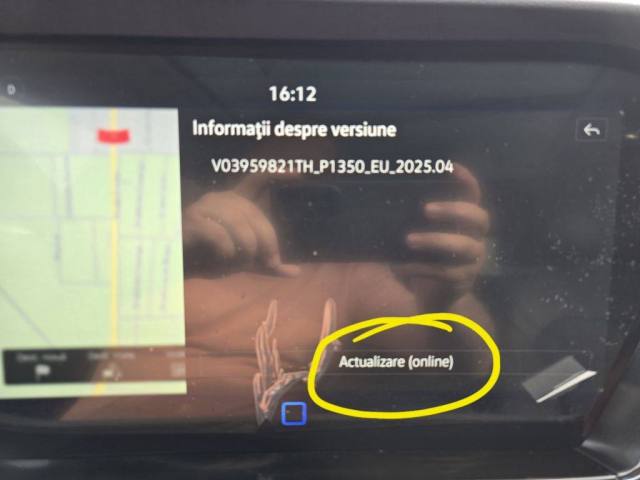 16:12
Informații despre versiune
V03959821TH_P1350_EU_2025.04
Actualizare (online)